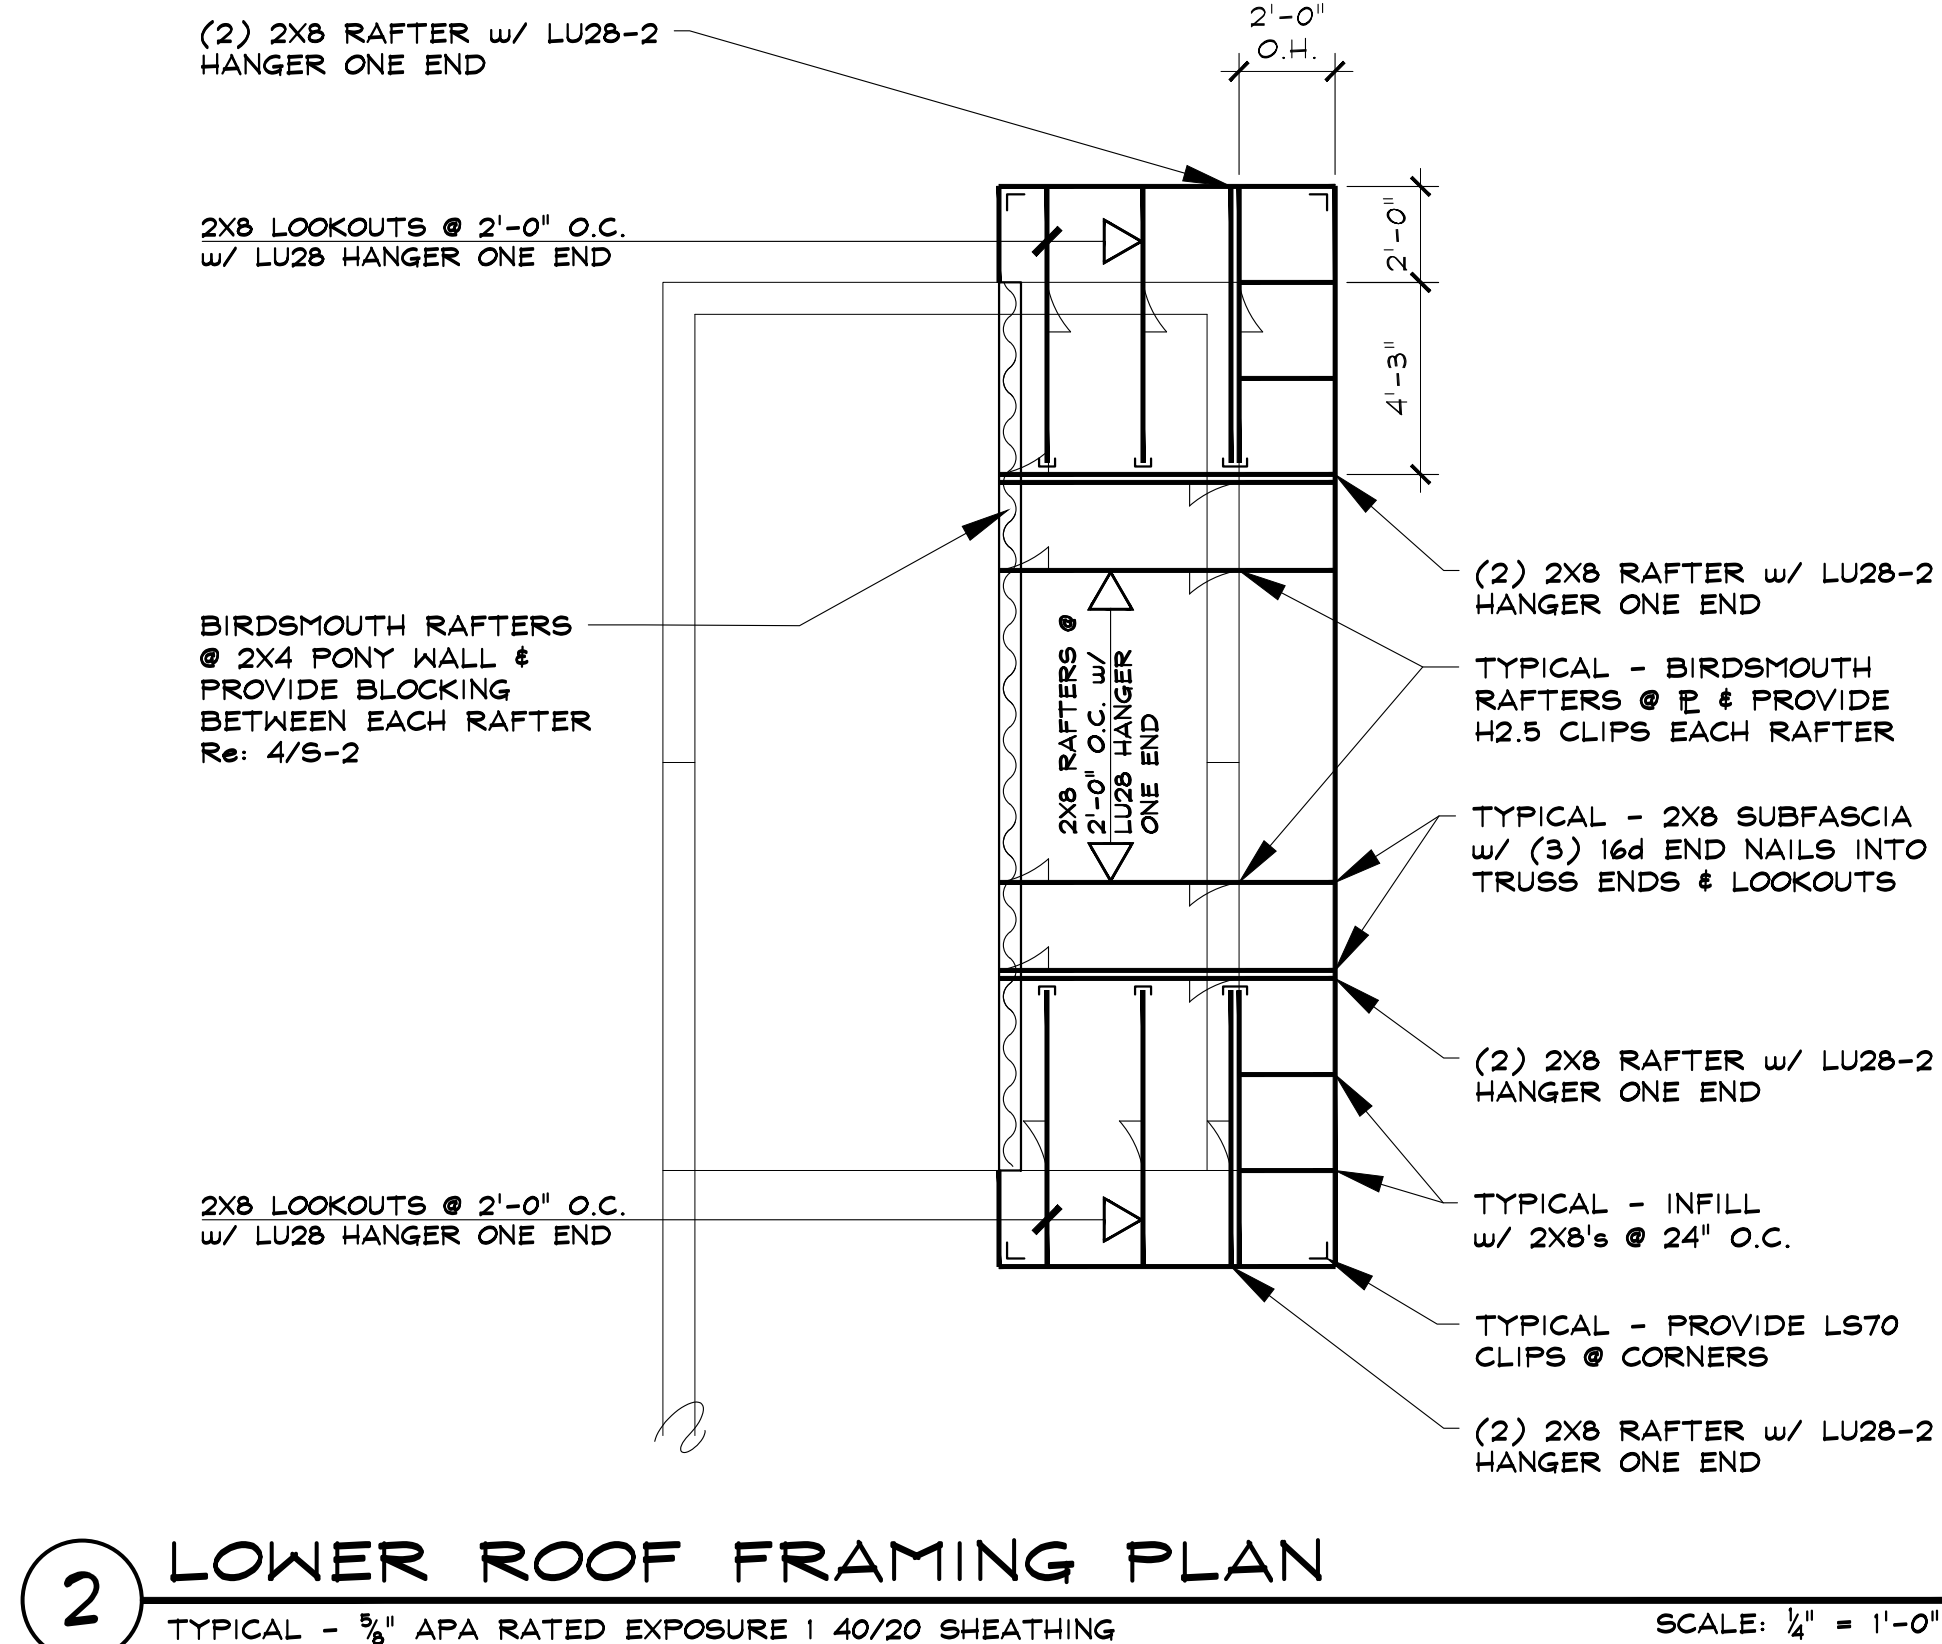 (2) 2X8 RAFTER w/ LU28-2
HANGER ONE END
2'-0"
O.H.
2X8 LOOKOUTS @ 2'-0" O.C.
w/ LU28 HANGER ONE END
2'-0"
4'-3"
(2) 2X8 RAFTER w/ LU28-2
HANGER ONE END
BIRDSMOUTH RAFTERS
@ 2X4 PONY WALL &
PROVIDE BLOCKING
BETWEEN EACH RAFTER
Re: 4/S-2
2X8 RAFTERS @
2'-0" O.C. w/
LU28 HANGER
ONE END
TYPICAL - BIRDSMOUTH
RAFTERS @ PL & PROVIDE
H2.5 CLIPS EACH RAFTER
TYPICAL - 2X8 SUBFASCIA
w/ (3) 16d END NAILS INTO
TRUSS ENDS & LOOKOUTS
(2) 2X8 RAFTER w/ LU28-2
HANGER ONE END
2X8 LOOKOUTS @ 2'-0" O.C.
w/ LU28 HANGER ONE END
TYPICAL - INFILL
w/ 2X8's @ 24" O.C.
TYPICAL - PROVIDE LS70
CLIPS @ CORNERS
(2) 2X8 RAFTER w/ LU28-2
HANGER ONE END
2
LOWER ROOF FRAMING PLAN
TYPICAL - 5/8" APA RATED EXPOSURE 1 40/20 SHEATHING
SCALE: 1/4" = 1'-0"